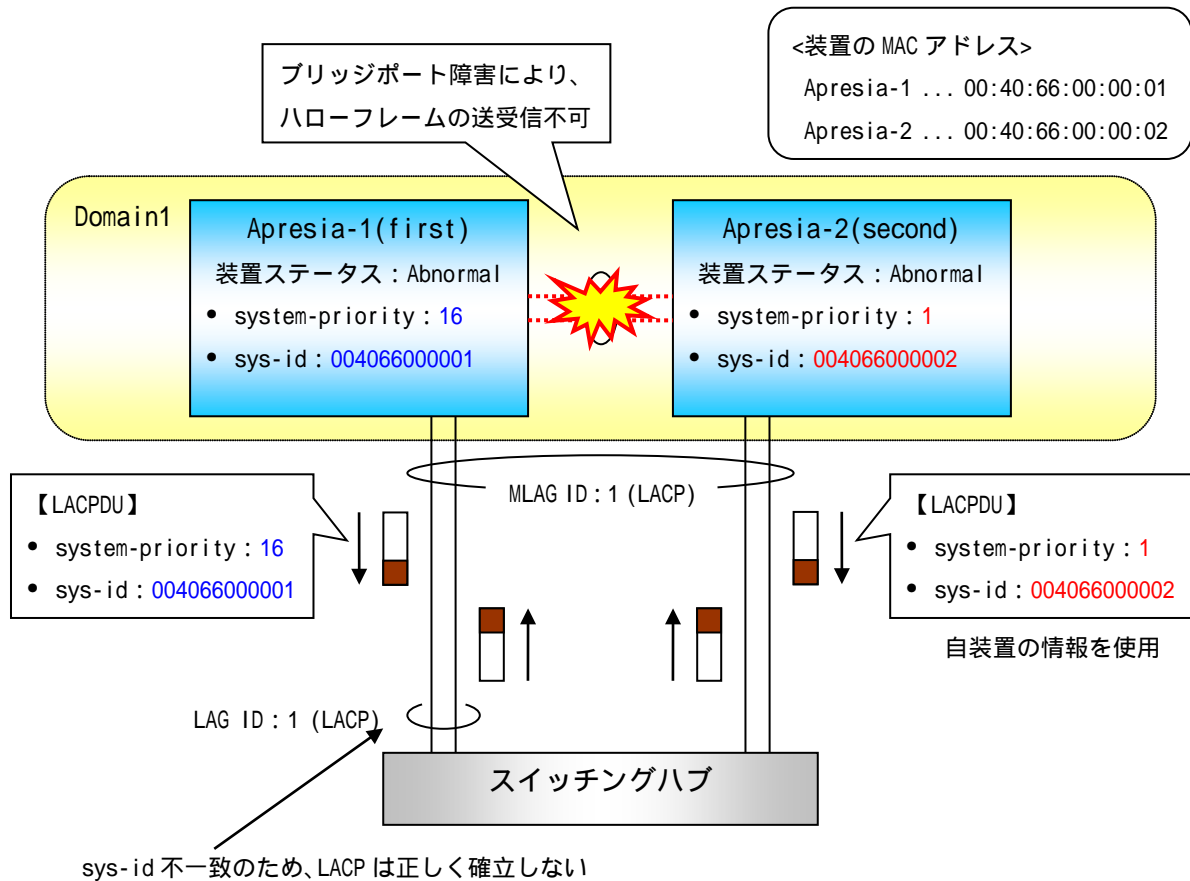 <装置の MAC アドレス>
Apresia-1 ... 00:40:66:00:00:01
Apresia-2 ... 00:40:66:00:00:02
ブリッジポート障害により、
ハローフレームの送受信不可
Domain1
Apresia-1(first)
装置ステータス：Abnormal
• system-priority：16
• sys-id：004066000001
Apresia-2(second)
装置ステータス：Abnormal
• system-priority：1
• sys-id：004066000002
MLAG ID：1 (LACP)
【LACPDU】
• system-priority：16
• sys-id：004066000001
【LACPDU】
• system-priority：1
• sys-id：004066000002
自装置の情報を使用
LAG ID：1 (LACP)
スイッチングハブ
sys-id 不一致のため、LACP は正しく確立しない